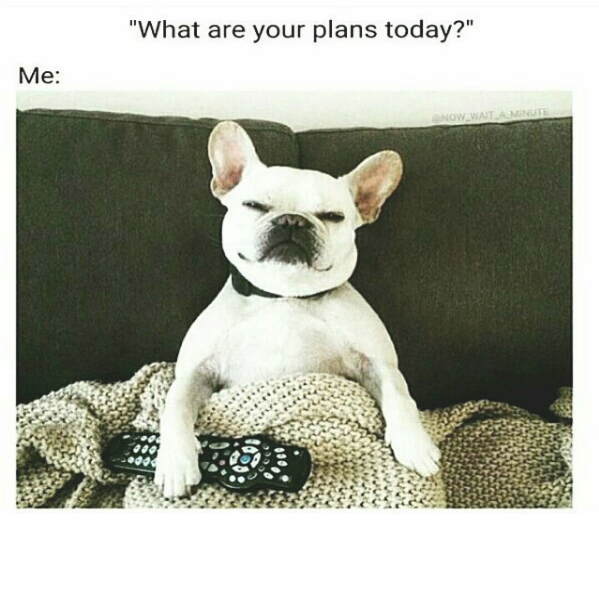 "What are your plans today?"
Me:
@NOW_WAIT_A_MINUTE